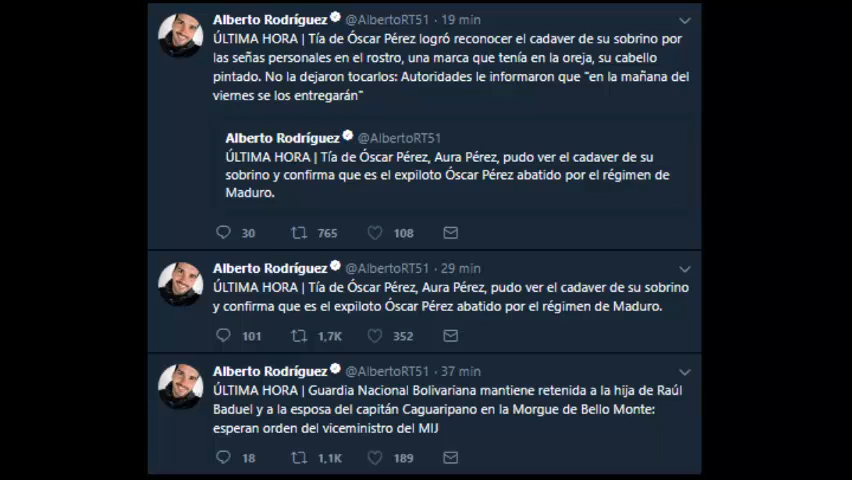 Alberto Rodríguez @AlbertoRT51 · 19 min
ÚLTIMA HORA | Tía de Óscar Pérez logró reconocer el cadaver de su sobrino por
las señas personales en el rostro, una marca que tenía en la oreja, su cabello
pintado. No la dejaron tocarlos: Autoridades le informaron que "en la mañana del
viernes se los entregarán"
Alberto Rodríguez @AlbertoRT51
ÚLTIMA HORA | Tía de Óscar Pérez, Aura Pérez, pudo ver el cadaver de su
sobrino y confirma que es el expiloto Óscar Pérez abatido por el régimen de
Maduro.
30 765 108
Alberto Rodríguez @AlbertoRT51 · 29 min
ÚLTIMA HORA | Tía de Óscar Pérez, Aura Pérez, pudo ver el cadaver de su sobrino
y confirma que es el expiloto Óscar Pérez abatido por el régimen de Maduro.
101 1,7K 352
Alberto Rodríguez @AlbertoRT51 · 37 min
ÚLTIMA HORA | Guardia Nacional Bolivariana mantiene retenida a la hija de Raúl
Baduel y a la esposa del capitán Caguaripano en la Morgue de Bello Monte:
esperan orden del viceministro del MIJ
18 1,1K 189